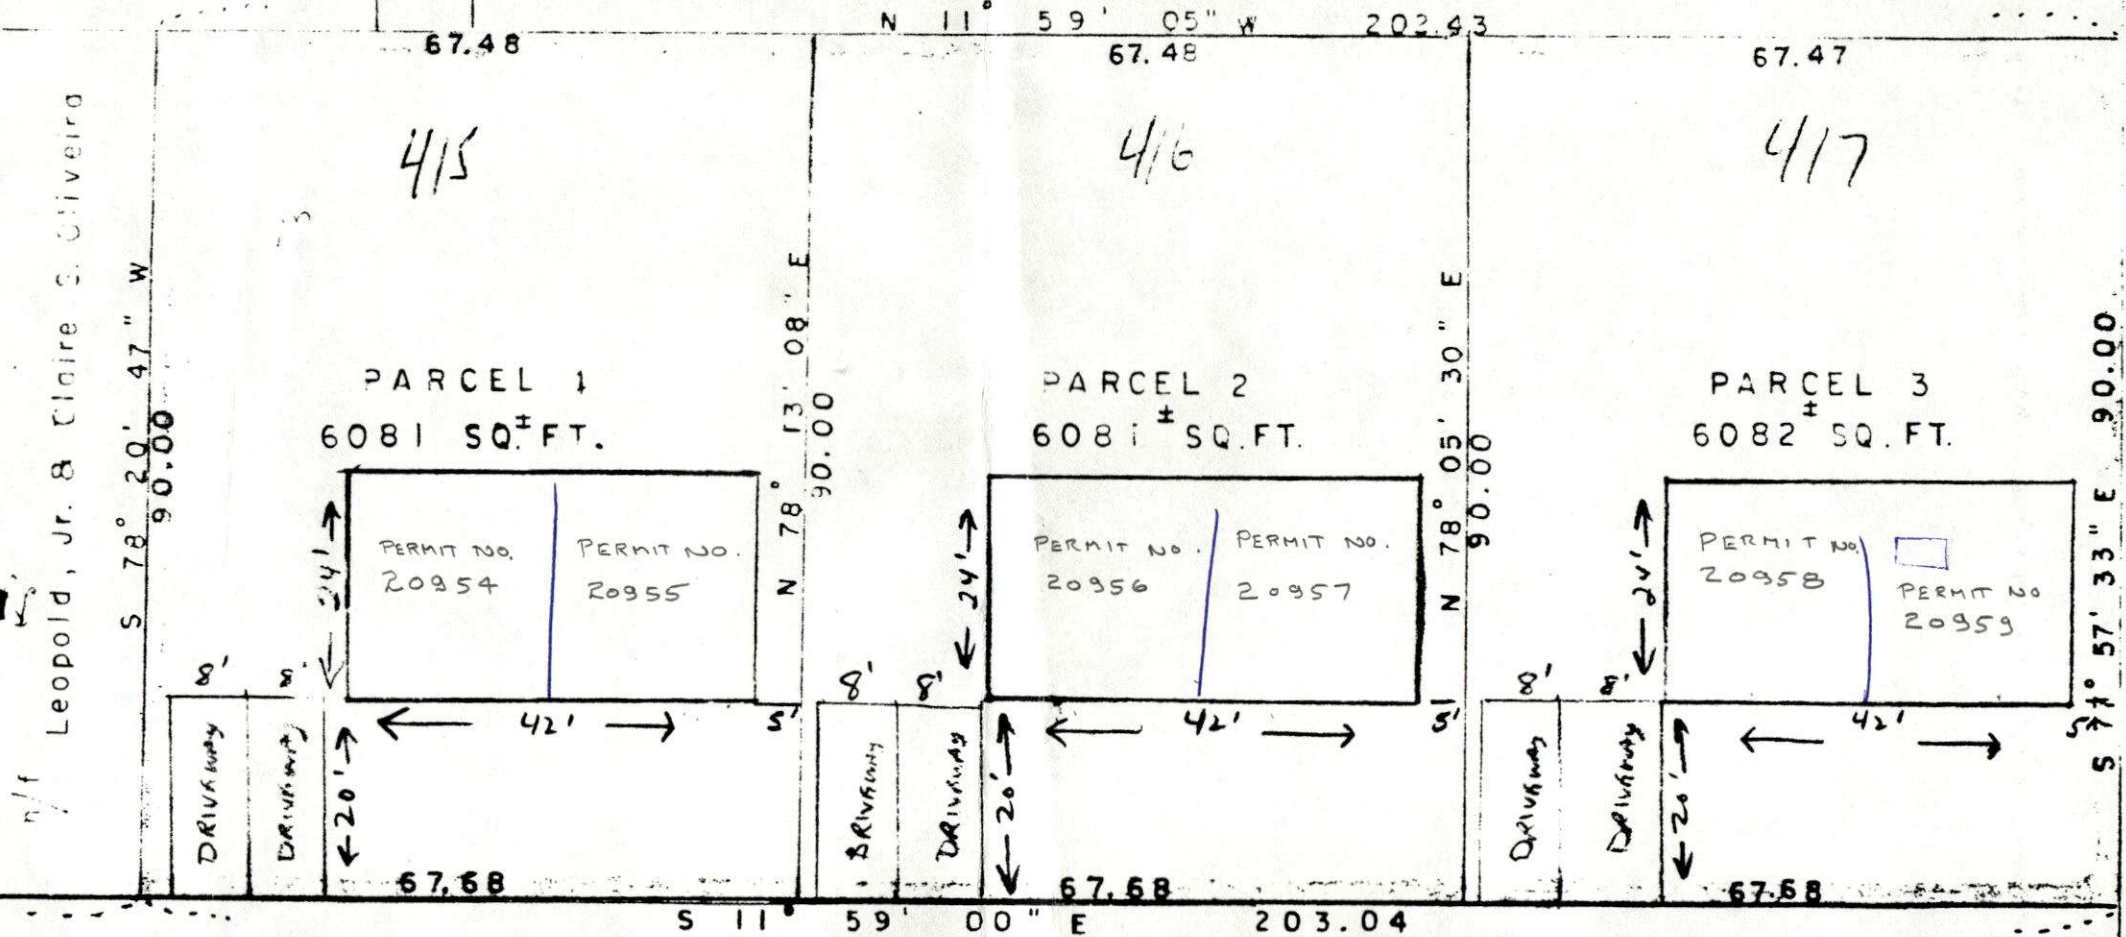 N 11° 59' 05" W 202.43
67.48
67.48
67.47
415
416
417
n/f Leopold, Jr. & Claire S. Oliveira
S 78° 20' 47" W
90.00
N 78° 13' 08" E
90.00
N 78° 05' 30" E
90.00
S 77° 57' 33" E
90.00
PARCEL 1
6081 ± SQ. FT.
PARCEL 2
6081 ± SQ. FT.
PARCEL 3
6082 ± SQ. FT.
24'
PERMIT NO.
20954
PERMIT NO.
20955
24'
PERMIT NO.
20956
PERMIT NO.
20957
24'
PERMIT NO.
20958
PERMIT NO
20959
8'
8'
42'
5'
8'
8'
42'
5'
8'
8'
42'
5'
DRIVEWAY
DRIVEWAY
20'
DRIVEWAY
DRIVEWAY
20'
DRIVEWAY
DRIVEWAY
20'
67.68
67.68
67.68
S 11° 59' 00" E 203.04